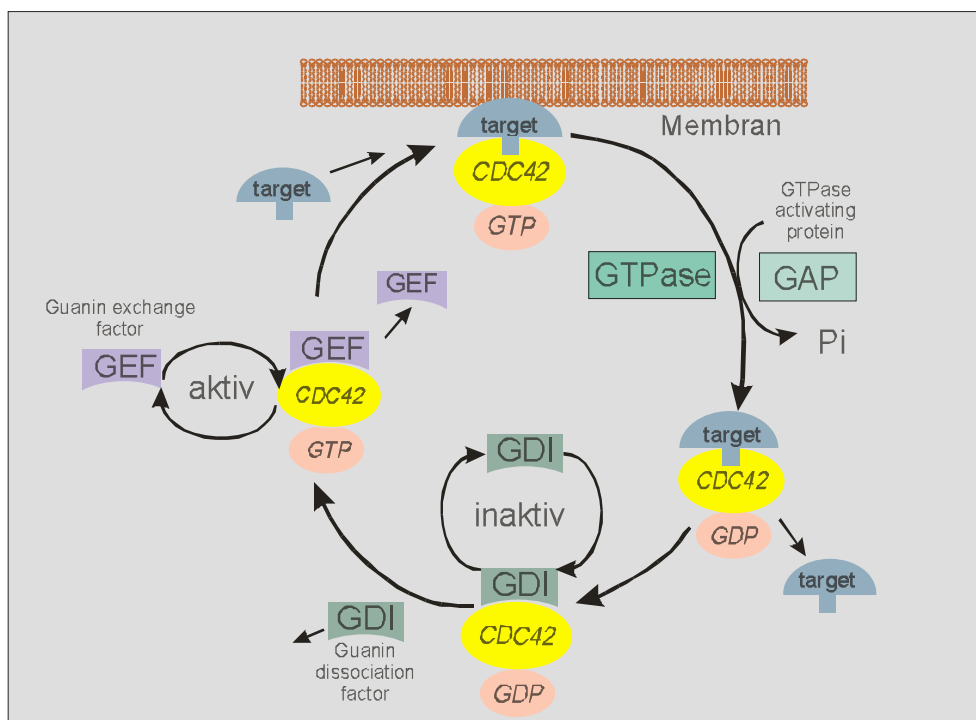 target
Membran
CDC42
target
GTP
GTPase
activating
protein
GTPase
GAP
GEF
Pi
Guanin exchange
factor
GEF
GEF
aktiv
CDC42
GTP
target
GDI
CDC42
inaktiv
GDP
target
GDI
GDI
CDC42
Guanin
dissociation
factor
GDP